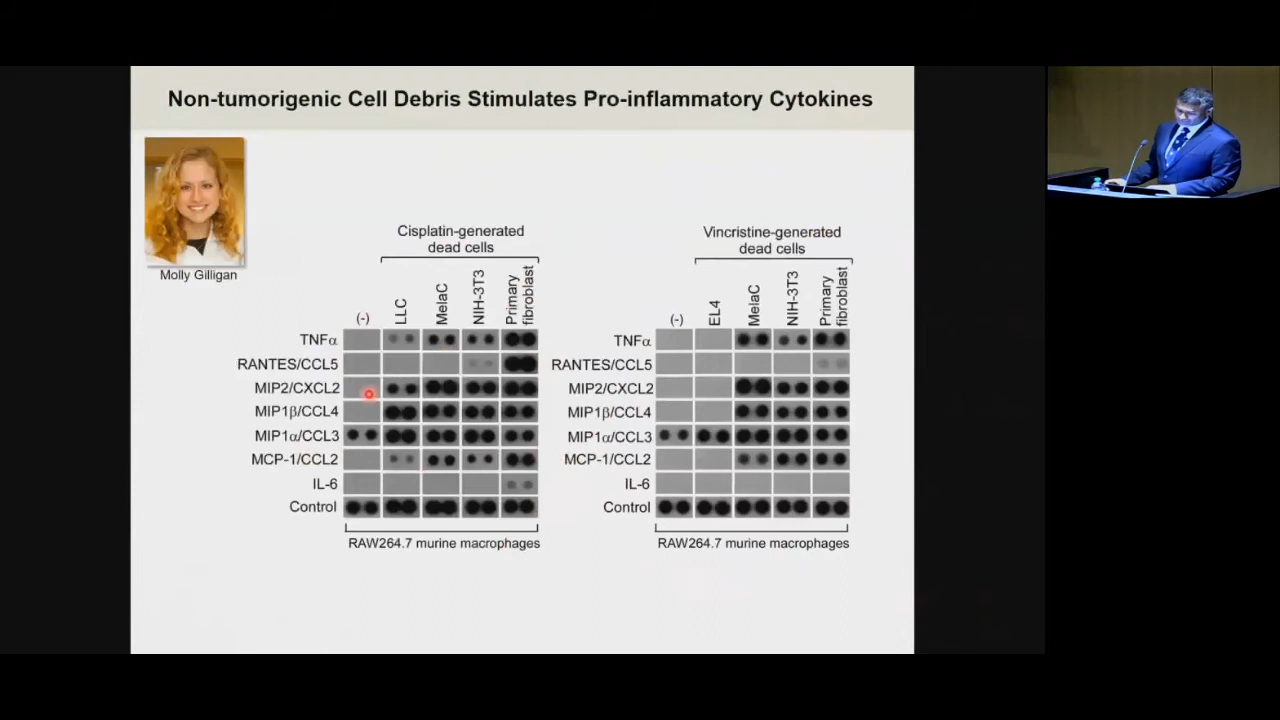 Non-tumorigenic Cell Debris Stimulates Pro-inflammatory Cytokines
Molly Gilligan
Cisplatin-generated
dead cells
(-)
LLC
MelaC
NIH-3T3
Primary
fibroblast
TNFα
RANTES/CCL5
MIP2/CXCL2
MIP1β/CCL4
MIP1α/CCL3
MCP-1/CCL2
IL-6
Control
RAW264.7 murine macrophages
Vincristine-generated
dead cells
(-)
EL4
MelaC
NIH-3T3
Primary
fibroblast
TNFα
RANTES/CCL5
MIP2/CXCL2
MIP1β/CCL4
MIP1α/CCL3
MCP-1/CCL2
IL-6
Control
RAW264.7 murine macrophages